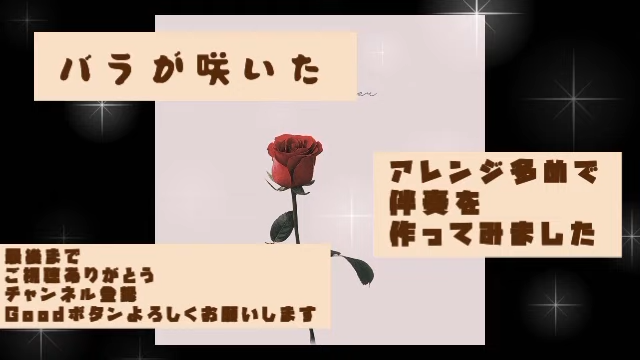 バラが咲いた
アレンジ多めで
伴奏を
作ってみました
最後まで
ご視聴ありがとう
チャンネル登録
Goodボタンよろしくお願いします